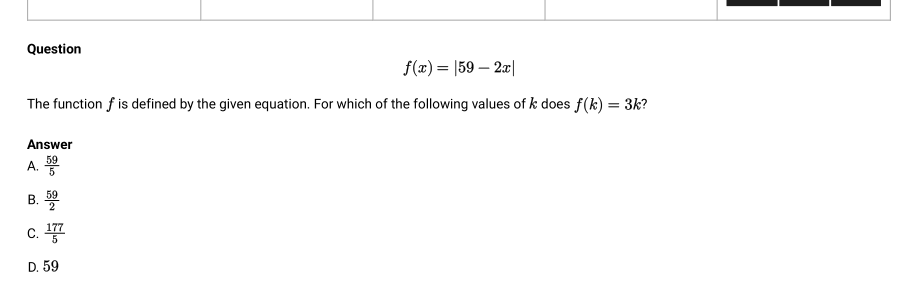 Question
f(x) = |59 − 2x|
The function f is defined by the given equation. For which of the following values of k does f(k) = 3k?
Answer
A. 59/5
B. 59/2
C. 177/5
D. 59